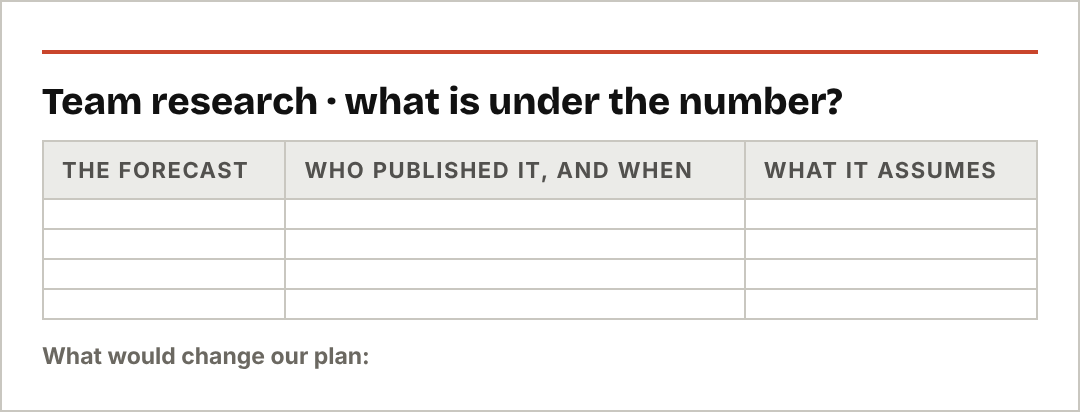 Team research · what is under the number?
THE FORECAST WHO PUBLISHED IT, AND WHEN WHAT IT ASSUMES
What would change our plan: